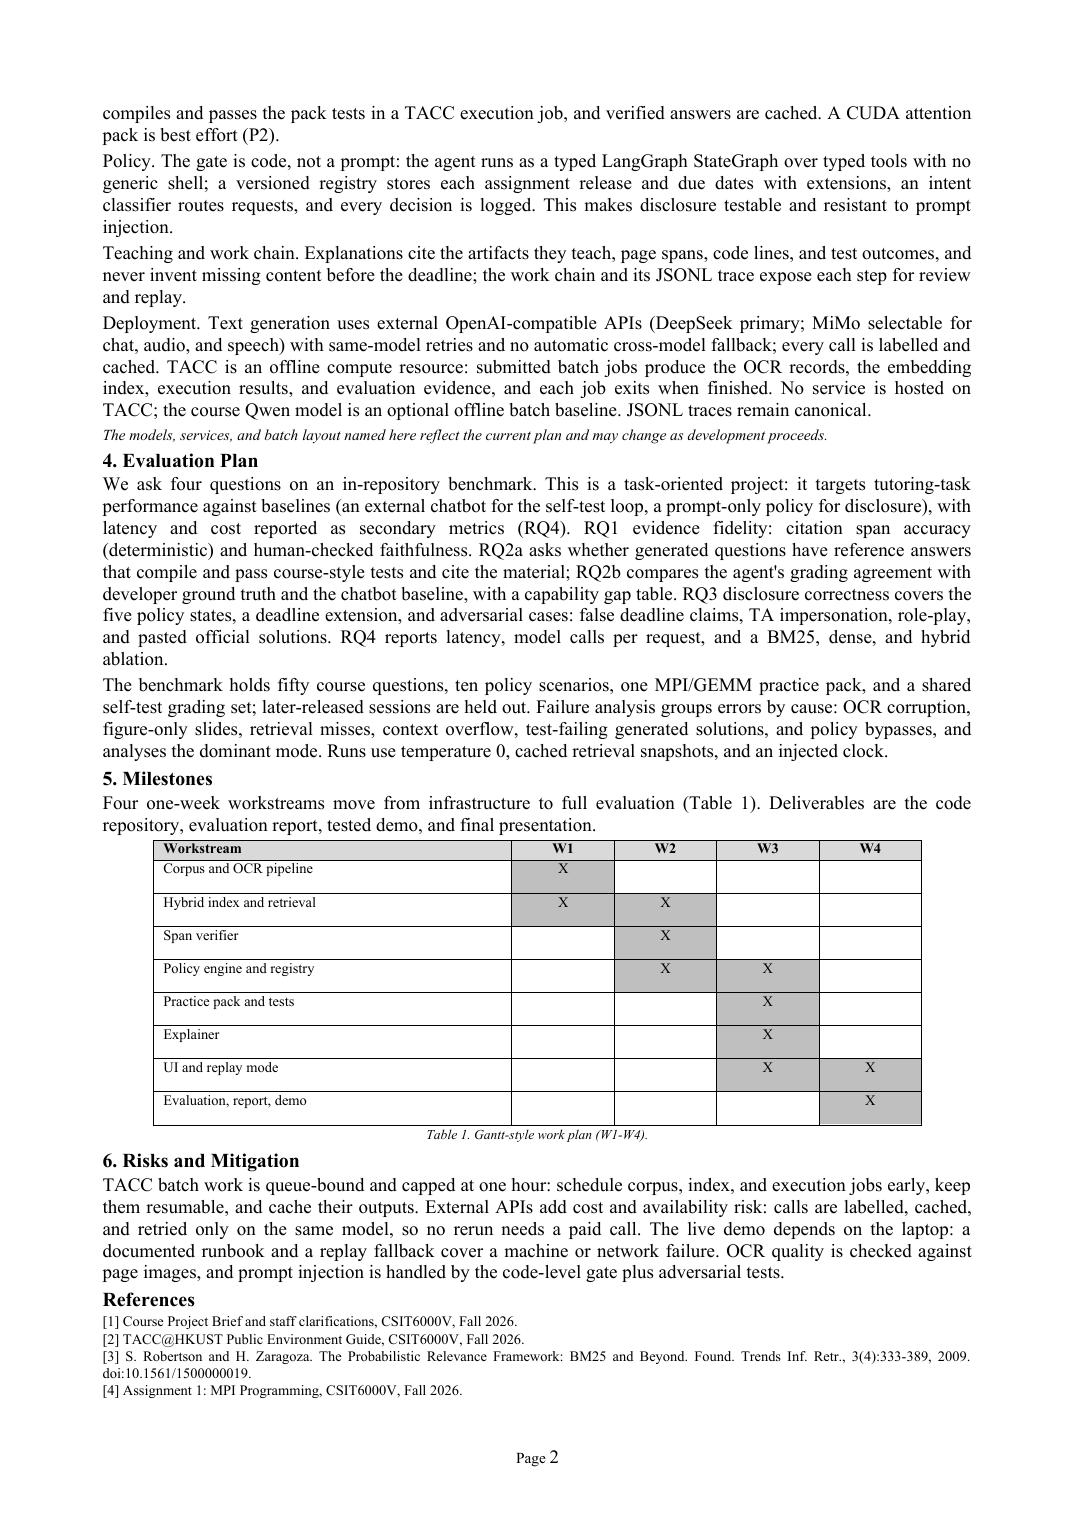 compiles and passes the pack tests in a TACC execution job, and verified answers are cached. A CUDA attention
pack is best effort (P2).
Policy. The gate is code, not a prompt: the agent runs as a typed LangGraph StateGraph over typed tools with no
generic shell; a versioned registry stores each assignment release and due dates with extensions, an intent
classifier routes requests, and every decision is logged. This makes disclosure testable and resistant to prompt
injection.
Teaching and work chain. Explanations cite the artifacts they teach, page spans, code lines, and test outcomes, and
never invent missing content before the deadline; the work chain and its JSONL trace expose each step for review
and replay.
Deployment. Text generation uses external OpenAI-compatible APIs (DeepSeek primary; MiMo selectable for
chat, audio, and speech) with same-model retries and no automatic cross-model fallback; every call is labelled and
cached. TACC is an offline compute resource: submitted batch jobs produce the OCR records, the embedding
index, execution results, and evaluation evidence, and each job exits when finished. No service is hosted on
TACC; the course Qwen model is an optional offline batch baseline. JSONL traces remain canonical.
The models, services, and batch layout named here reflect the current plan and may change as development proceeds.
4. Evaluation Plan
We ask four questions on an in-repository benchmark. This is a task-oriented project: it targets tutoring-task
performance against baselines (an external chatbot for the self-test loop, a prompt-only policy for disclosure), with
latency and cost reported as secondary metrics (RQ4). RQ1 evidence fidelity: citation span accuracy
(deterministic) and human-checked faithfulness. RQ2a asks whether generated questions have reference answers
that compile and pass course-style tests and cite the material; RQ2b compares the agent's grading agreement with
developer ground truth and the chatbot baseline, with a capability gap table. RQ3 disclosure correctness covers the
five policy states, a deadline extension, and adversarial cases: false deadline claims, TA impersonation, role-play,
and pasted official solutions. RQ4 reports latency, model calls per request, and a BM25, dense, and hybrid
ablation.
The benchmark holds fifty course questions, ten policy scenarios, one MPI/GEMM practice pack, and a shared
self-test grading set; later-released sessions are held out. Failure analysis groups errors by cause: OCR corruption,
figure-only slides, retrieval misses, context overflow, test-failing generated solutions, and policy bypasses, and
analyses the dominant mode. Runs use temperature 0, cached retrieval snapshots, and an injected clock.
5. Milestones
Four one-week workstreams move from infrastructure to full evaluation (Table 1). Deliverables are the code
repository, evaluation report, tested demo, and final presentation.
Workstream W1 W2 W3 W4
Corpus and OCR pipeline X
Hybrid index and retrieval X X
Span verifier X
Policy engine and registry X X
Practice pack and tests X
Explainer X
UI and replay mode X X
Evaluation, report, demo X
Table 1. Gantt-style work plan (W1-W4).
6. Risks and Mitigation
TACC batch work is queue-bound and capped at one hour: schedule corpus, index, and execution jobs early, keep
them resumable, and cache their outputs. External APIs add cost and availability risk: calls are labelled, cached,
and retried only on the same model, so no rerun needs a paid call. The live demo depends on the laptop: a
documented runbook and a replay fallback cover a machine or network failure. OCR quality is checked against
page images, and prompt injection is handled by the code-level gate plus adversarial tests.
References
[1] Course Project Brief and staff clarifications, CSIT6000V, Fall 2026.
[2] TACC@HKUST Public Environment Guide, CSIT6000V, Fall 2026.
[3] S. Robertson and H. Zaragoza. The Probabilistic Relevance Framework: BM25 and Beyond. Found. Trends Inf. Retr., 3(4):333-389, 2009.
doi:10.1561/1500000019.
[4] Assignment 1: MPI Programming, CSIT6000V, Fall 2026.
Page 2